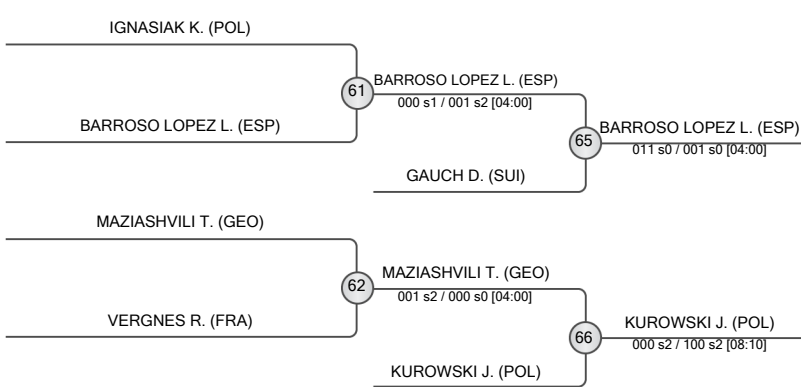 IGNASIAK K. (POL)
61
BARROSO LOPEZ L. (ESP)
000 s1 / 001 s2 [04:00]
BARROSO LOPEZ L. (ESP)
65
BARROSO LOPEZ L. (ESP)
011 s0 / 001 s0 [04:00]
GAUCH D. (SUI)
MAZIASHVILI T. (GEO)
62
MAZIASHVILI T. (GEO)
001 s2 / 000 s0 [04:00]
VERGNES R. (FRA)
66
KUROWSKI J. (POL)
000 s2 / 100 s2 [08:10]
KUROWSKI J. (POL)